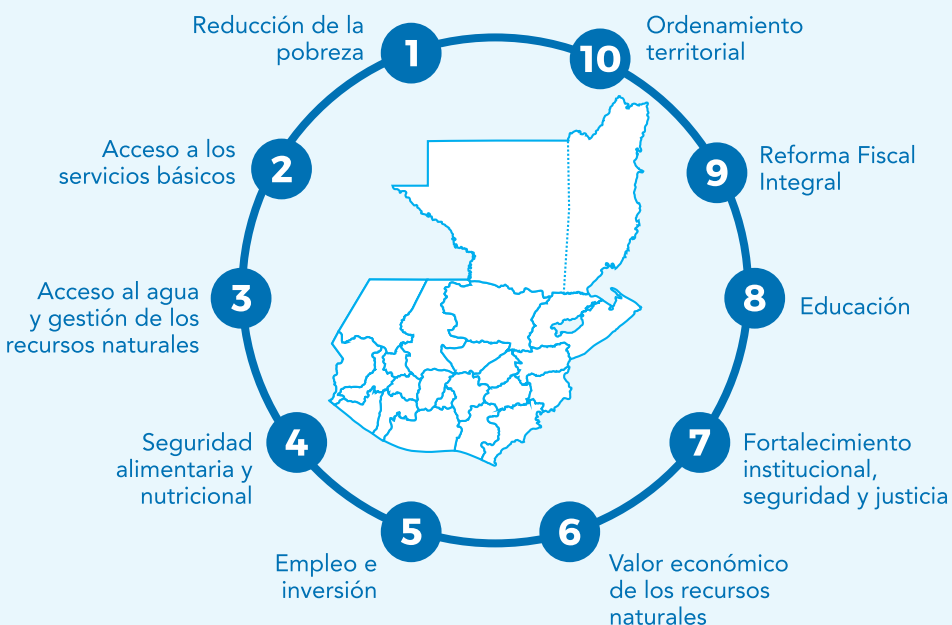 1
Reducción de la
pobreza
2
Acceso a los
servicios básicos
3
Acceso al agua
y gestión de los
recursos naturales
4
Seguridad
alimentaria y
nutricional
5
Empleo e
inversión
6
Valor económico
de los recursos
naturales
7
Fortalecimiento
institucional,
seguridad y justicia
8
Educación
9
Reforma Fiscal
Integral
10
Ordenamiento
territorial